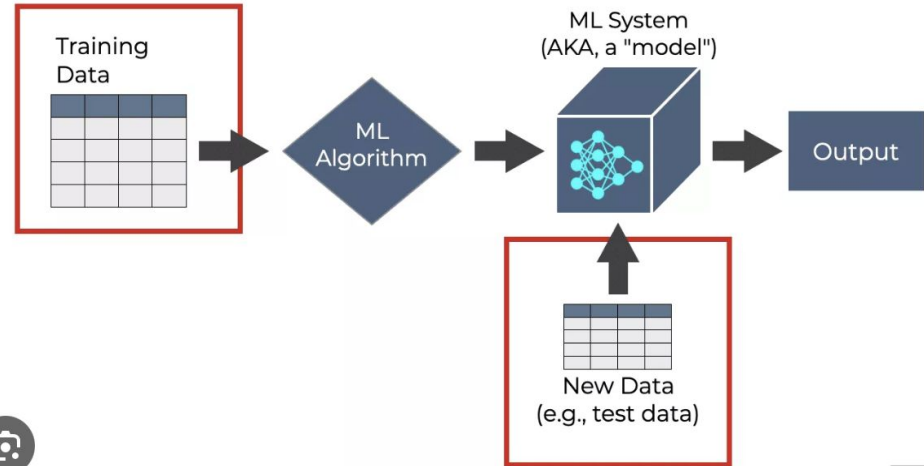 Training
Data
ML
Algorithm
ML System
(AKA, a "model")
Output
New Data
(e.g., test data)